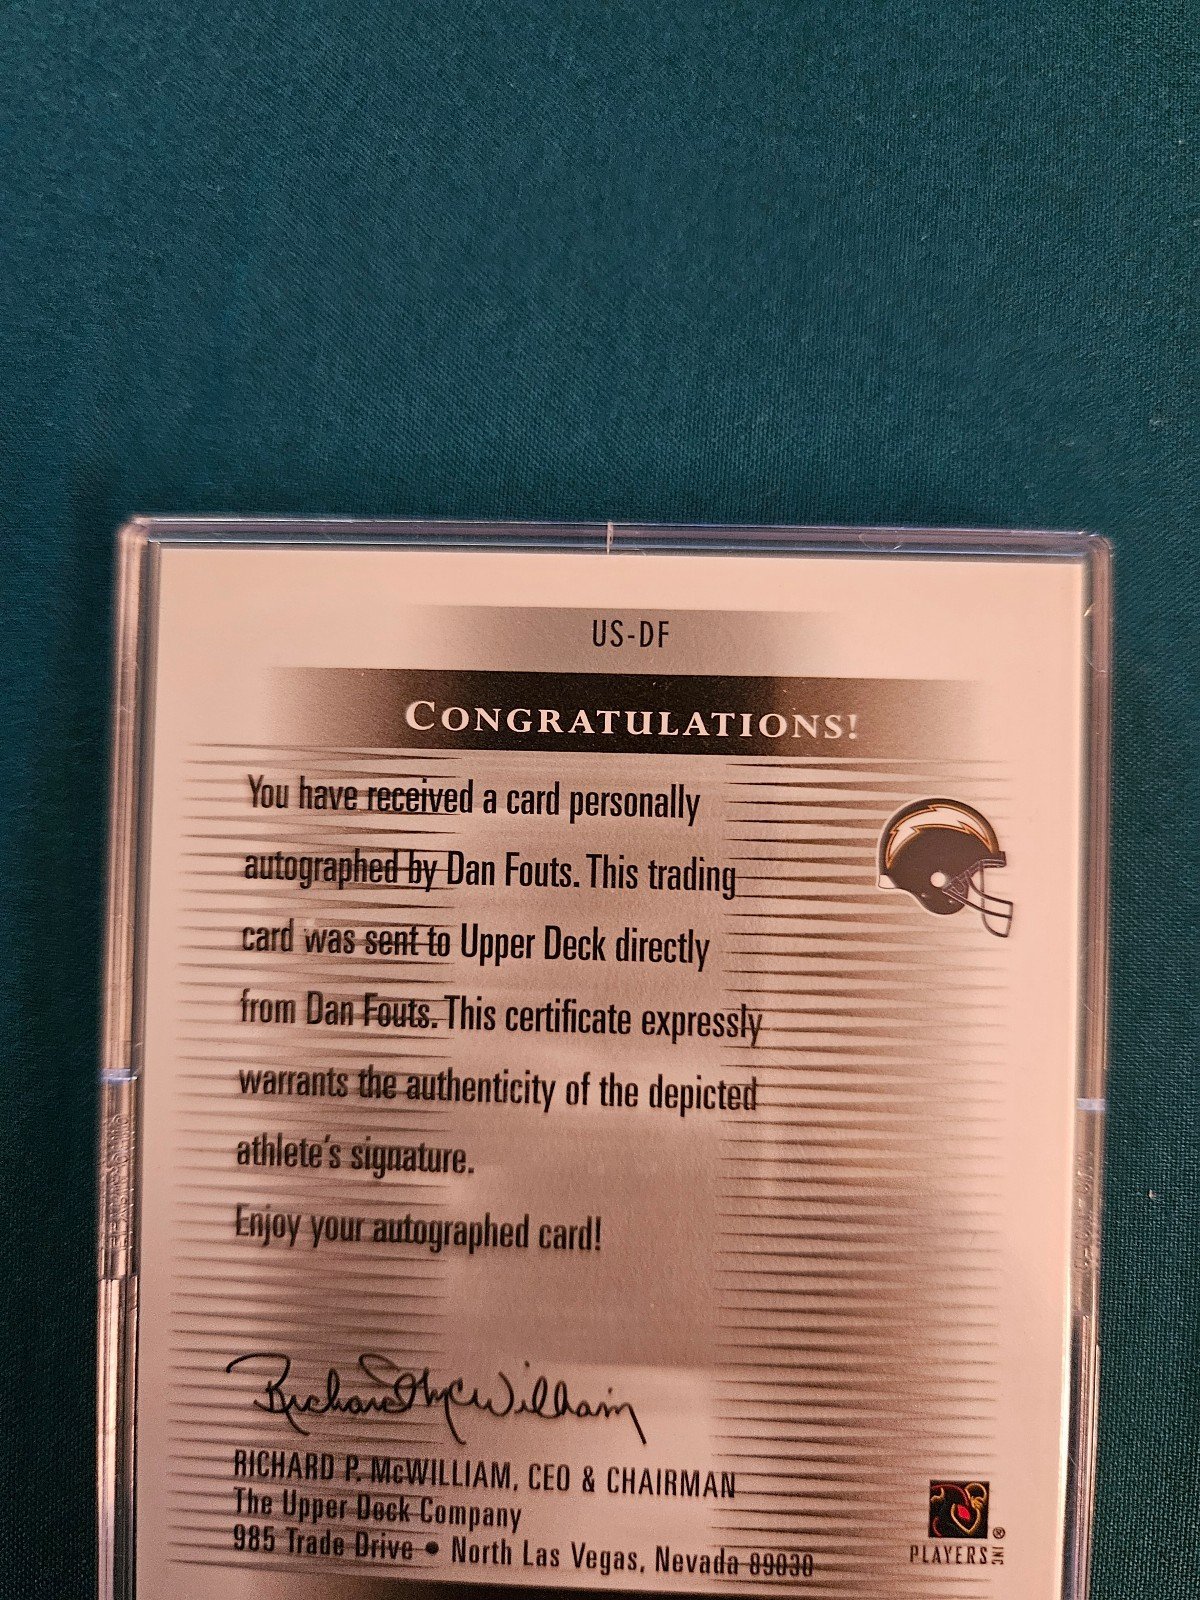 US-DF
CONGRATULATIONS!
You have received a card personally
autographed by Dan Fouts. This trading
card was sent to Upper Deck directly
from Dan Fouts. This certificate expressly
warrants the authenticity of the depicted
athlete's signature.
Enjoy your autographed card!
Richard McWilliam
RICHARD P. McWILLIAM, CEO & CHAIRMAN
The Upper Deck Company
985 Trade Drive • North Las Vegas, Nevada 89030
PLAYERS INC ®